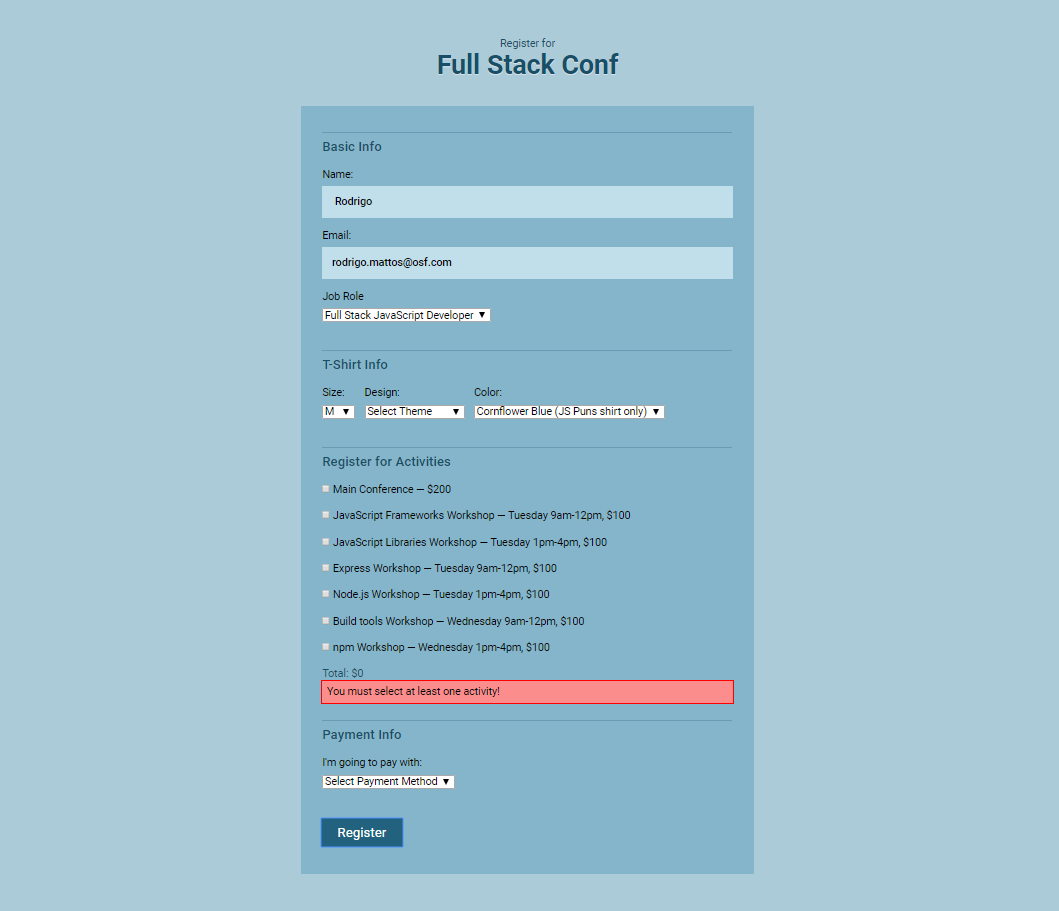 Register for
Full Stack Conf
Basic Info
Name:
Rodrigo
Email:
rodrigo.mattos@osf.com
Job Role
Full Stack JavaScript Developer ▼
T-Shirt Info
Size: Design: Color:
M ▼ Select Theme ▼ Cornflower Blue (JS Puns shirt only) ▼
Register for Activities
Main Conference — $200
JavaScript Frameworks Workshop — Tuesday 9am-12pm, $100
JavaScript Libraries Workshop — Tuesday 1pm-4pm, $100
Express Workshop — Tuesday 9am-12pm, $100
Node.js Workshop — Tuesday 1pm-4pm, $100
Build tools Workshop — Wednesday 9am-12pm, $100
npm Workshop — Wednesday 1pm-4pm, $100
Total: $0
You must select at least one activity!
Payment Info
I'm going to pay with:
Select Payment Method ▼
Register